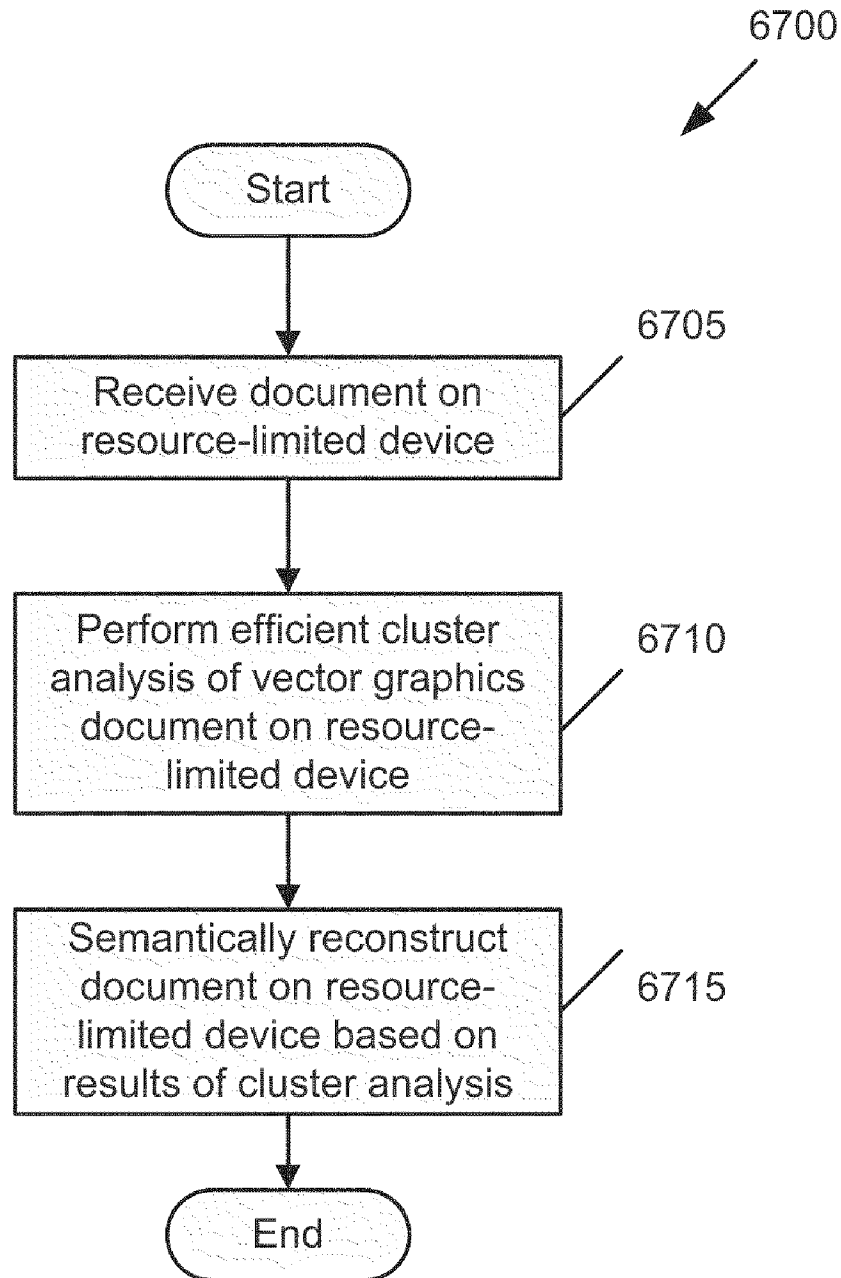 6700
Start
6705
Receive document on
resource-limited device
6710
Perform efficient cluster
analysis of vector graphics
document on resource-
limited device
6715
Semantically reconstruct
document on resource-
limited device based on
results of cluster analysis
End